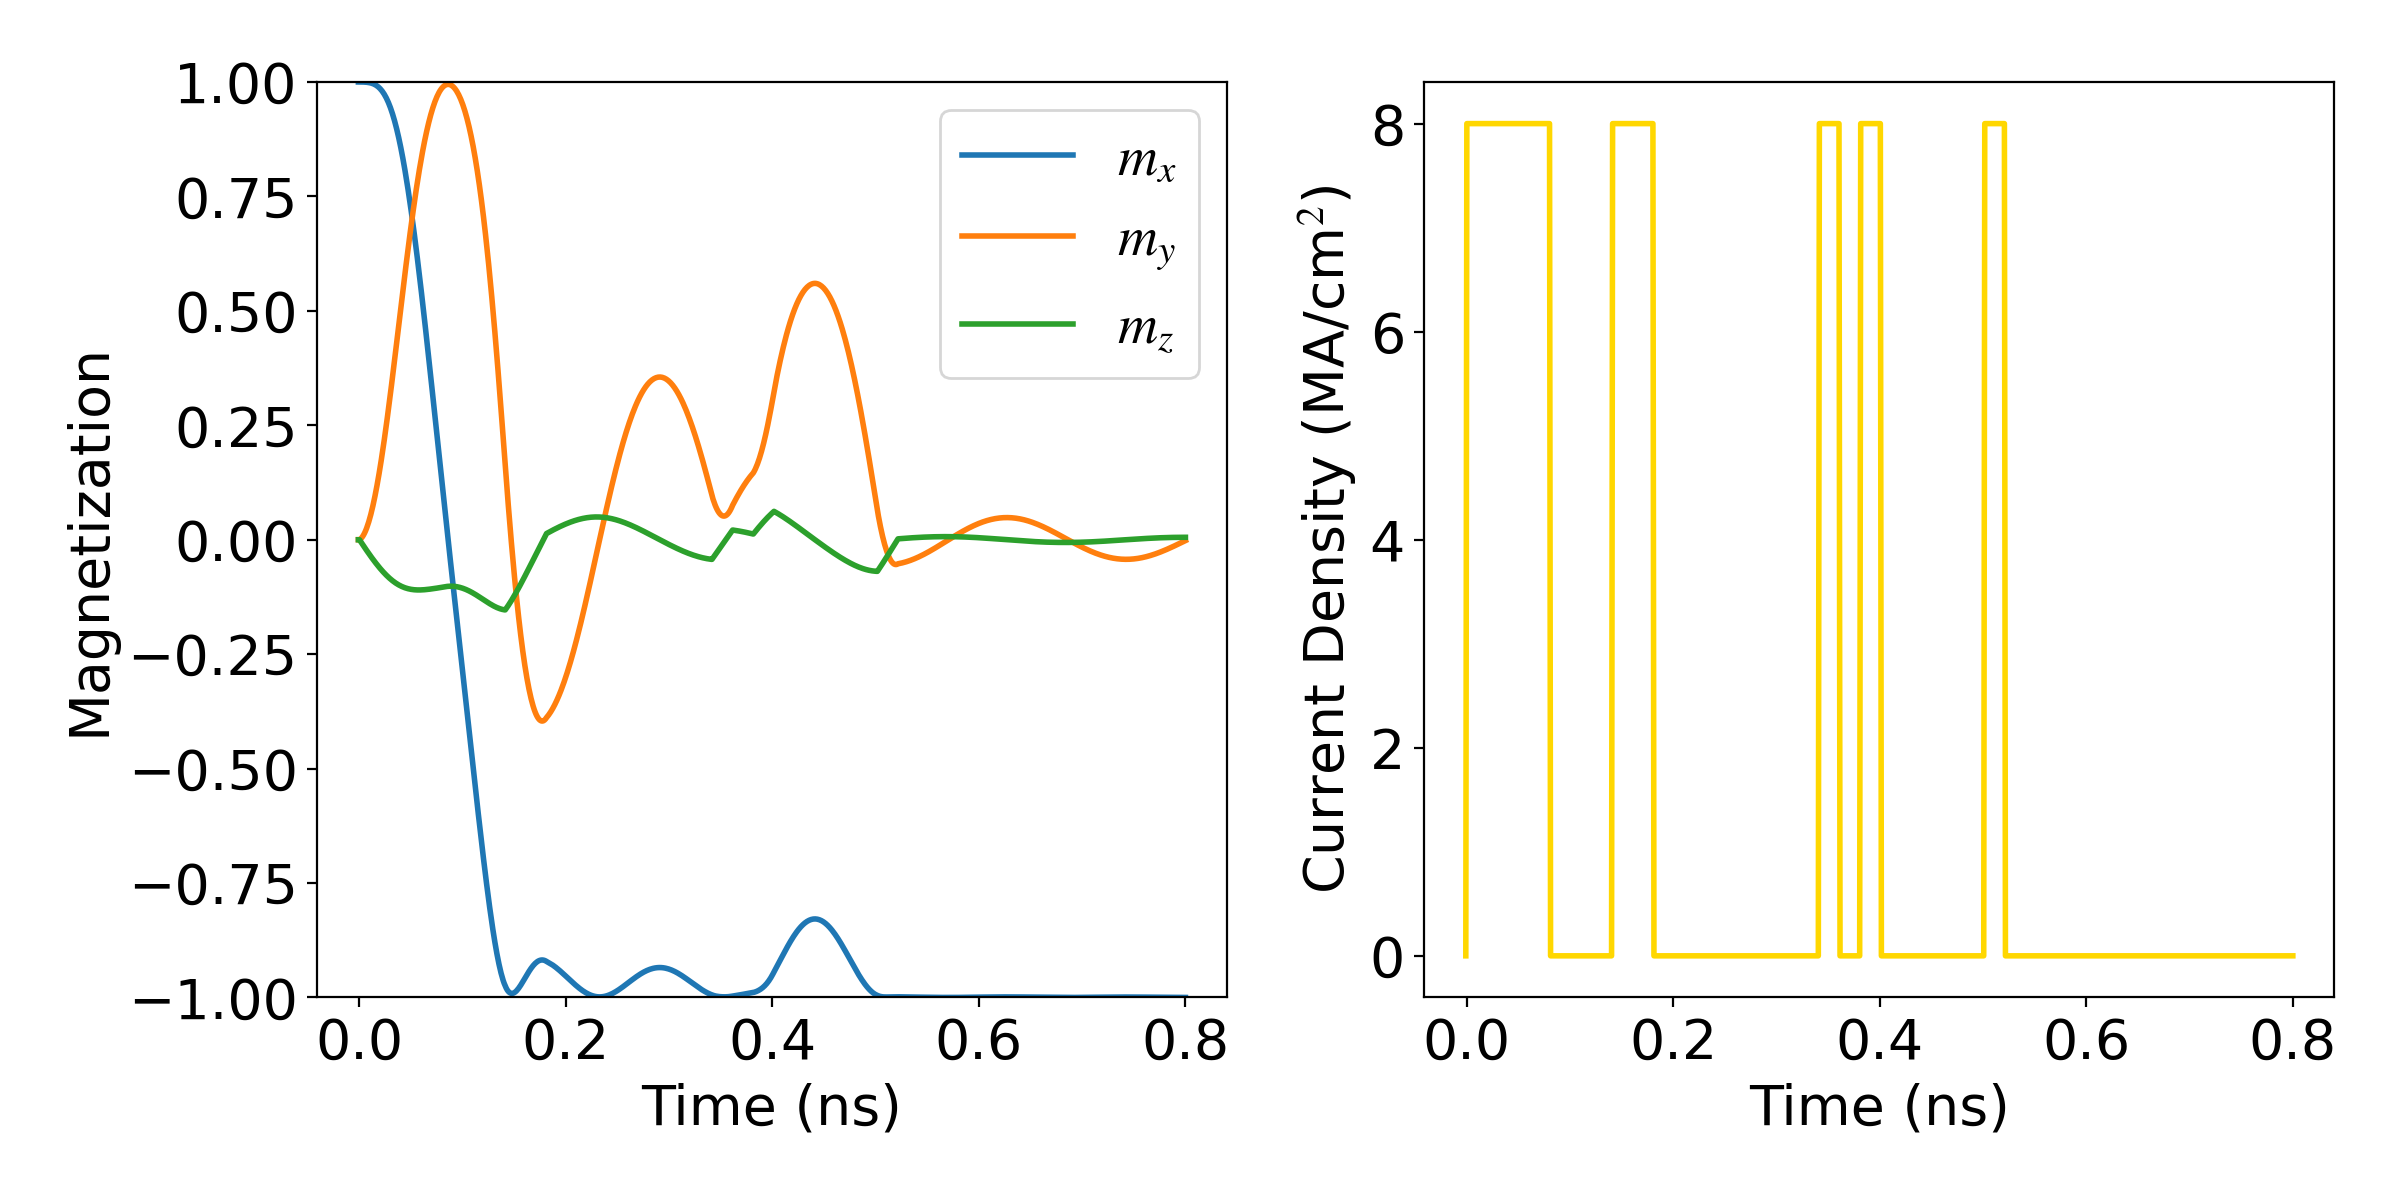 1.00
0.75
0.50
0.25
0.00
−0.25
−0.50
−0.75
−1.00
Magnetization
0.0 0.2 0.4 0.6 0.8
Time (ns)
m_x
m_y
m_z
8
6
4
2
0
Current Density (MA/cm²)
0.0 0.2 0.4 0.6 0.8
Time (ns)